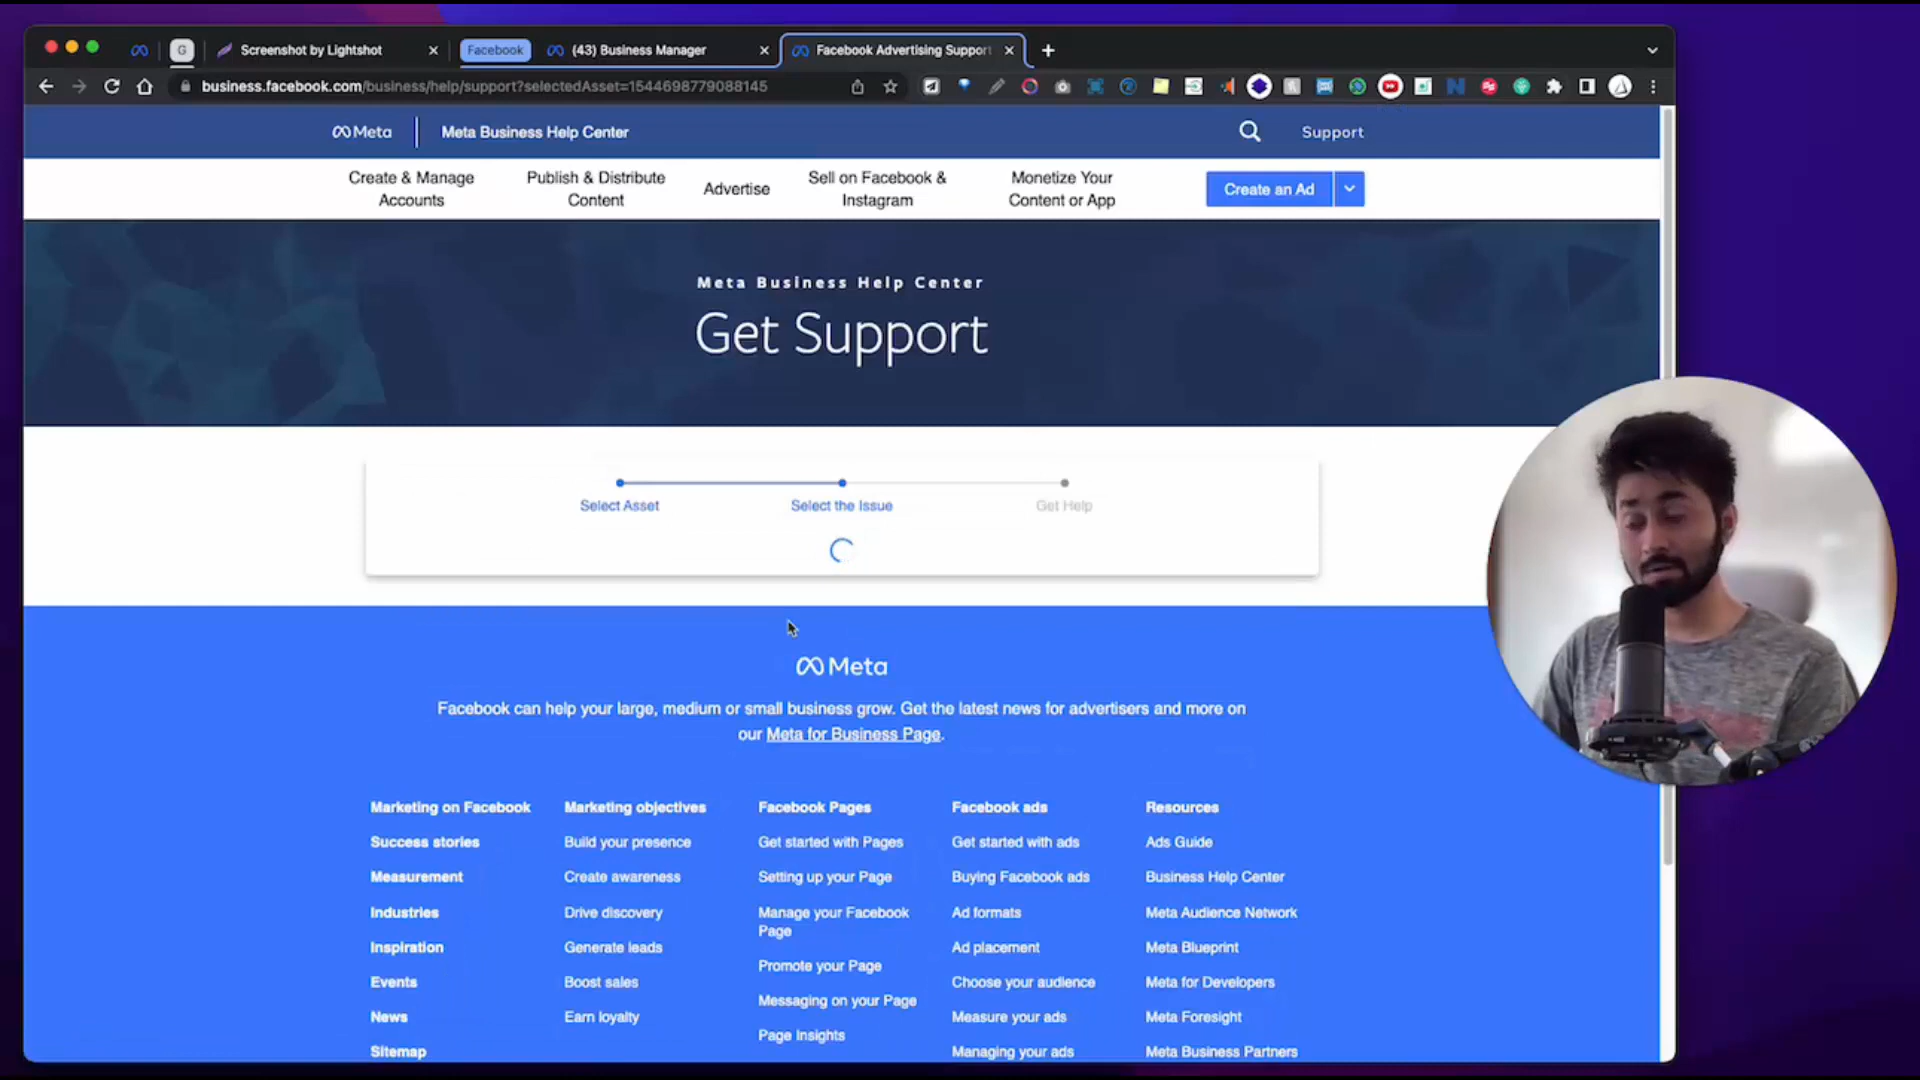 G
Screenshot by Lightshot
Facebook
(43) Business Manager
Facebook Advertising Support
business.facebook.com/business/help/support?selectedAsset=1544698779088145
Meta
Meta Business Help Center
Support
Create & Manage
Accounts
Publish & Distribute
Content
Advertise
Sell on Facebook &
Instagram
Monetize Your
Content or App
Create an Ad
Meta Business Help Center
Get Support
Select Asset
Select the Issue
Get Help
Meta
Facebook can help your large, medium or small business grow. Get the latest news for advertisers and more on
our Meta for Business Page.
Marketing on Facebook
Success stories
Measurement
Industries
Inspiration
Events
News
Sitemap
Marketing objectives
Build your presence
Create awareness
Drive discovery
Generate leads
Boost sales
Earn loyalty
Facebook Pages
Get started with Pages
Setting up your Page
Manage your Facebook
Page
Promote your Page
Messaging on your Page
Page Insights
Facebook ads
Get started with ads
Buying Facebook ads
Ad formats
Ad placement
Choose your audience
Measure your ads
Managing your ads
Resources
Ads Guide
Business Help Center
Meta Audience Network
Meta Blueprint
Meta for Developers
Meta Foresight
Meta Business Partners